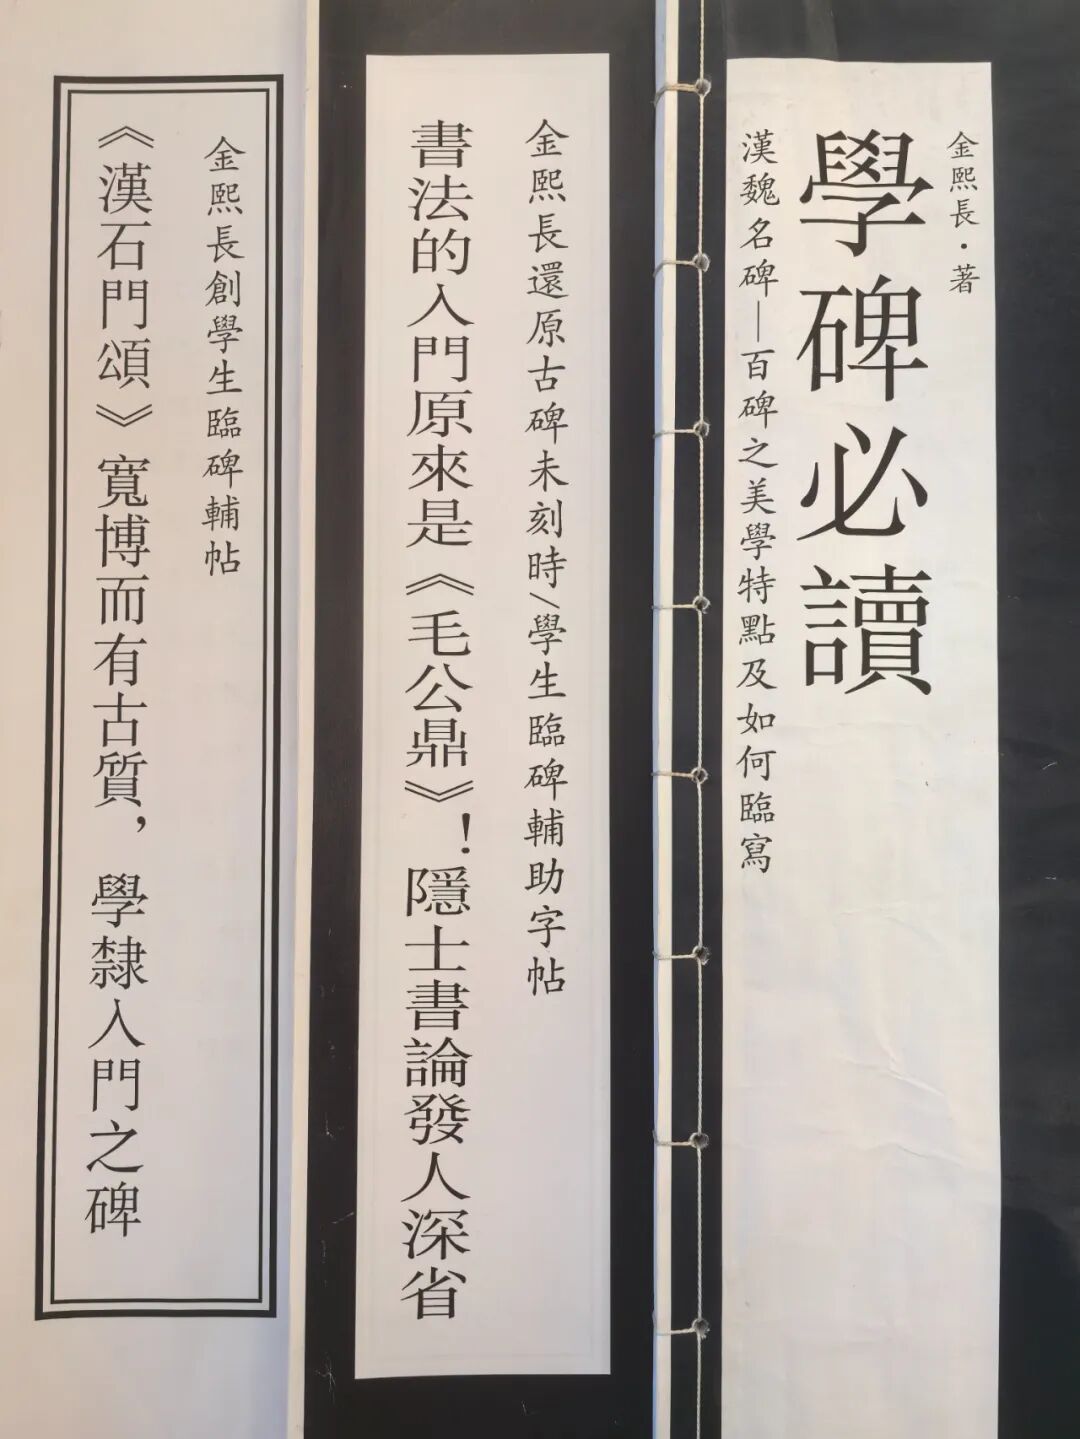 金熙長·著
學碑必讀
漢魏名碑—百碑之美學特點及如何臨寫
金熙長還原古碑未刻時/學生臨碑輔助字帖
書法的入門原來是《毛公鼎》!隱士書論發人深省
金熙長創學生臨碑輔帖
《漢石門頌》寬博而有古質,學隸入門之碑